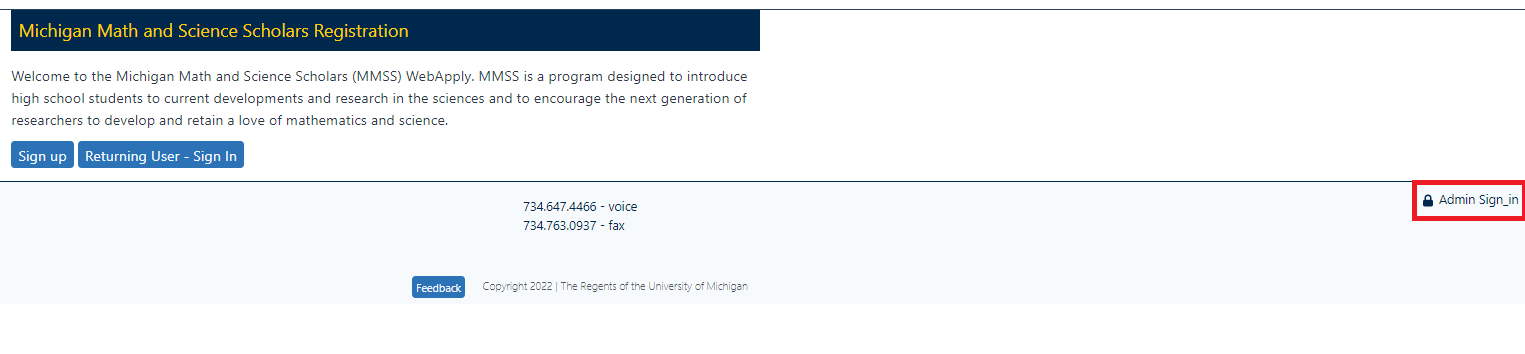 Michigan Math and Science Scholars Registration
Welcome to the Michigan Math and Science Scholars (MMSS) WebApply. MMSS is a program designed to introduce
high school students to current developments and research in the sciences and to encourage the next generation of
researchers to develop and retain a love of mathematics and science.
Sign up Returning User - Sign In
Admin Sign_in
734.647.4466 - voice
734.763.0937 - fax
Feedback Copyright 2022 | The Regents of the University of Michigan